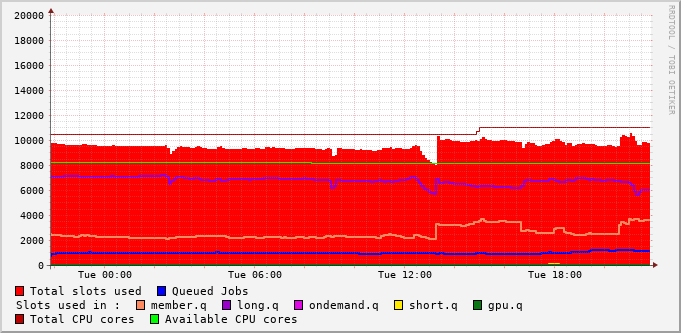 20000
18000
16000
14000
12000
10000
8000
6000
4000
2000
0
Tue 00:00 Tue 06:00 Tue 12:00 Tue 18:00
RRDTOOL / TOBI OETIKER
Total slots used Queued Jobs
Slots used in : member.q long.q ondemand.q short.q gpu.q
Total CPU cores Available CPU cores